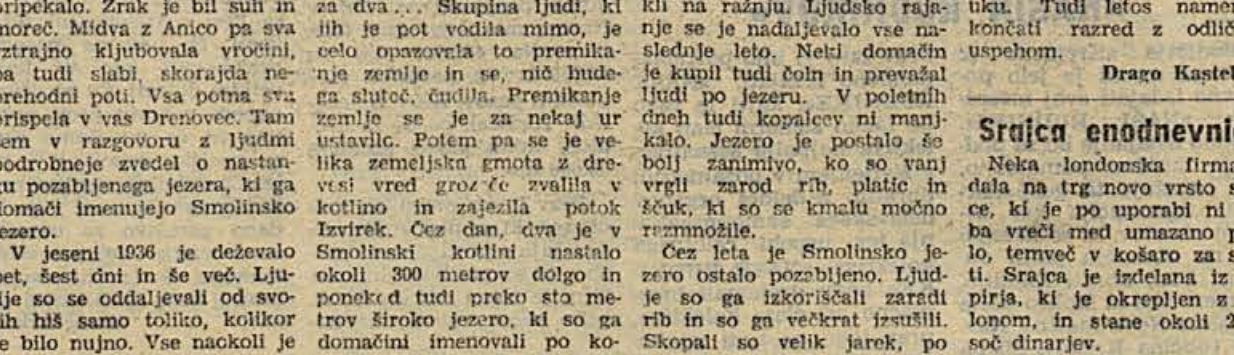 pripekalo. Zrak je bil suh in
moreč. Midva z Anico pa sva
vztrajno kljubovala vročini,
pa tudi slabi, skorajda ne-
prehodni poti. Vsa potna sva
prispela v vas Drenovec. Tam
sem v razgovoru z ljudmi
podrobneje zvedel o nastan-
ku pozabljenega jezera, ki ga
domači imenujejo Smolinsko
jezero.
V jeseni 1936 je deževalo
pet, šest dni in še več. Lju-
dje so se oddaljevali od svo-
jih hiš samo toliko, kolikor
je bilo nujno. Vse naokoli je
za dva... Skupina ljudi, ki
jih je pot vodila mimo, je
celo opazovala to premika-
nje zemlje in se, nič hude-
ga sluteč, čudila. Premikanje
zemlje se je za nekaj ur
ustavilo. Potem pa se je ve-
lika zemeljska gmota z dre-
vesi vred grozeče zvalila v
kotlino in zajezila potok
Izvirek. Čez dan, dva je v
Smolinski kotlini nastalo
okoli 300 metrov dolgo in
ponekod tudi preko sto me-
trov široko jezero, ki so ga
domačini imenovali po ko-
kli na ražnju. Ljudsko raja-
nje se je nadaljevalo vse na-
slednje leto. Neki domačin
je kupil tudi čoln in prevažal
ljudi po jezeru. V poletnih
dneh tudi kopalcev ni manj-
kalo. Jezero je postalo še
bolj zanimivo, ko so vanj
vrgli zarod rib, platic in
ščuk, ki so se kmalu močno
razmnožile.
Čez leta je Smolinsko je-
zero ostalo pozabljeno. Ljud-
je so ga izkoriščali zaradi
rib in so ga večkrat izsušili.
Skopali so velik jarek, po
uku. Tudi letos namer
končati razred z odlič
uspehom.
Drago Kastel
Srajca enodnevni
Neka londonska firma
dala na trg novo vrsto s
ce, ki je po uporabi ni
ba vreči med umazano p
lo, temveč v košaro za s
ti. Srajca je izdelana iz
pirja, ki je okrepljen z
lonom, in stane okoli 2
soč dinarjev.